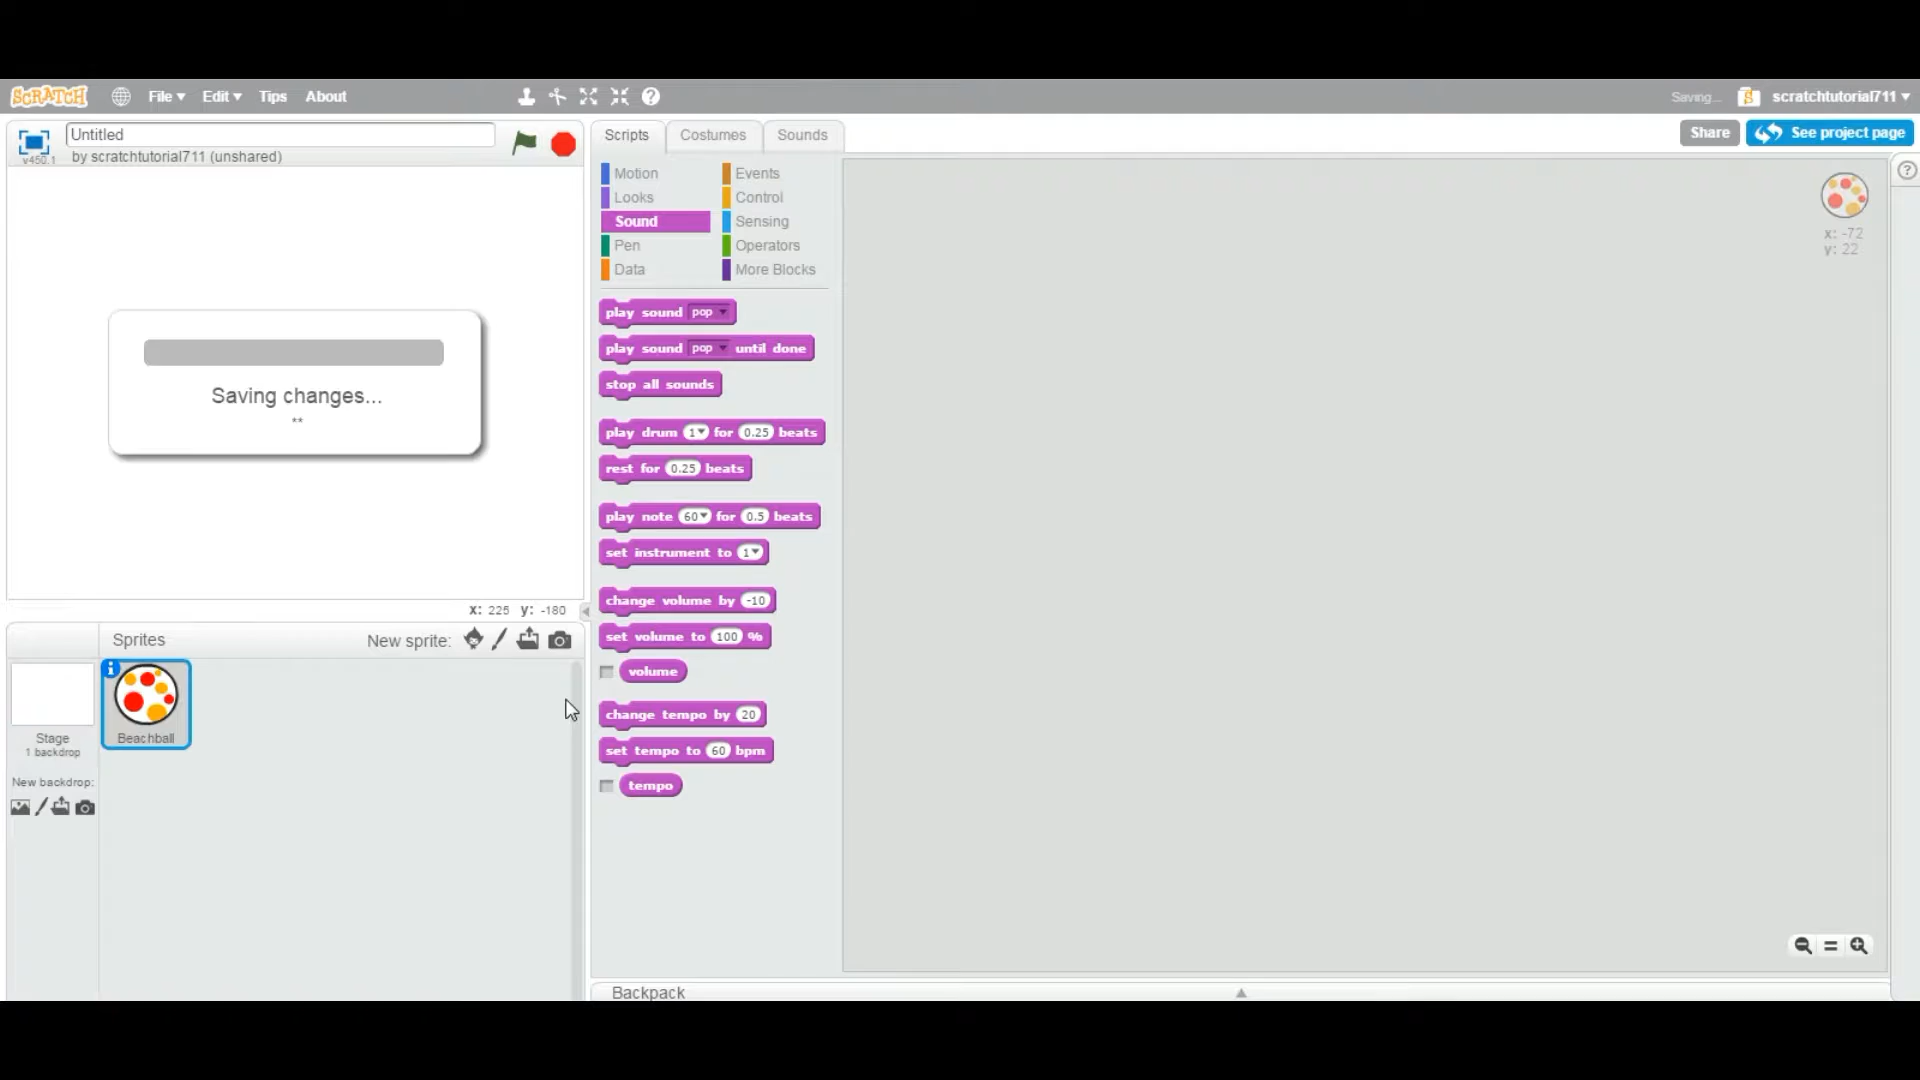 SCRATCH File Edit Tips About Saving... scratchtutorial711
Untitled
v450.1 by scratchtutorial711 (unshared)
Scripts Costumes Sounds Share See project page
Motion Events
Looks Control
Sound Sensing
Pen Operators
Data More Blocks
x: -72
y: 22
Saving changes...
**
play sound pop
play sound pop until done
stop all sounds
play drum 1 for 0.25 beats
rest for 0.25 beats
play note 60 for 0.5 beats
set instrument to 1
change volume by -10
set volume to 100 %
volume
change tempo by 20
set tempo to 60 bpm
tempo
x: 225 y: -180
Sprites New sprite:
Beachball
Stage
1 backdrop
New backdrop:
Backpack